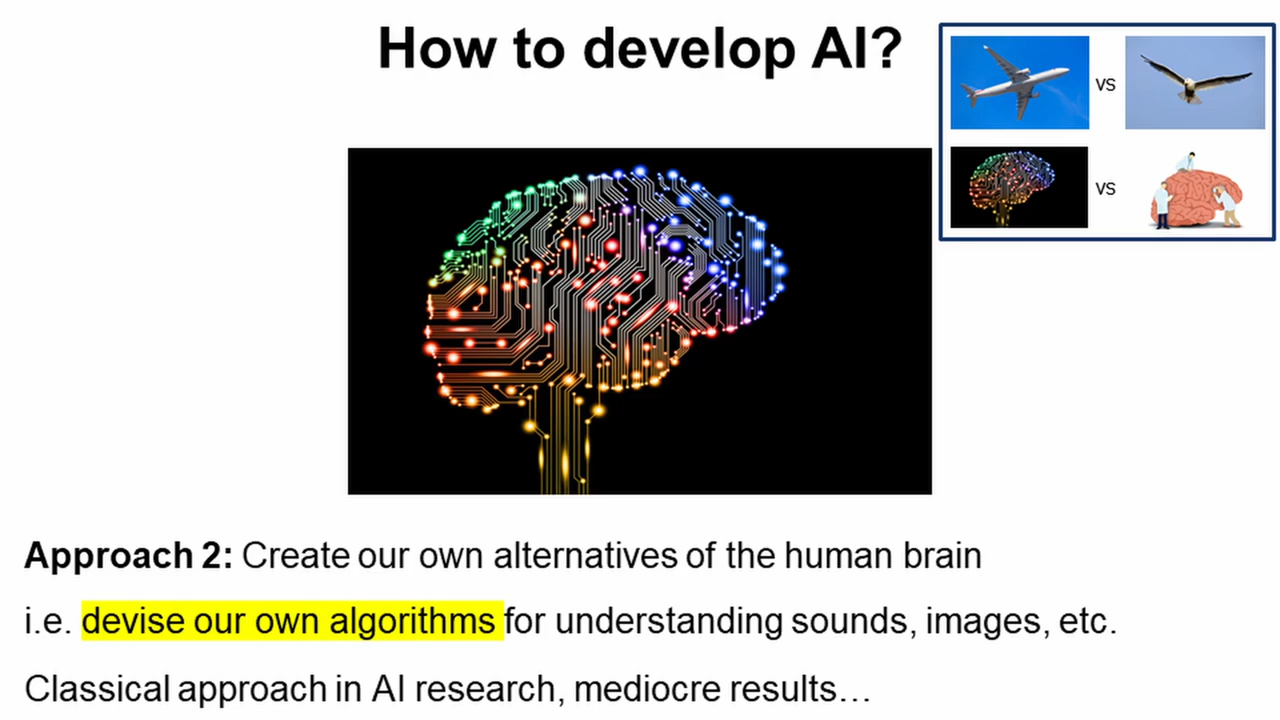 How to develop AI?
vs
vs
Approach 2: Create our own alternatives of the human brain
i.e. devise our own algorithms for understanding sounds, images, etc.
Classical approach in AI research, mediocre results…